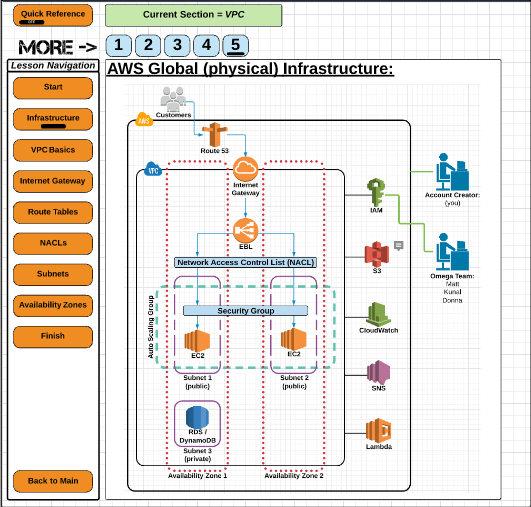 Quick Reference
OFF
Current Section = VPC
MORE ->
1 2 3 4 5
Lesson Navigation
Start
Infrastructure
VPC Basics
Internet Gateway
Route Tables
NACLs
Subnets
Availability Zones
Finish
Back to Main
AWS Global (physical) Infrastructure:
Customers
AWS
Route 53
VPC
Internet
Gateway
EBL
Network Access Control List (NACL)
Auto Scaling Group
Security Group
EC2
EC2
Subnet 1
(public)
Subnet 2
(public)
RDS /
DynamoDB
Subnet 3
(private)
Availability Zone 1
Availability Zone 2
IAM
S3
CloudWatch
SNS
Lambda
Account Creator:
(you)
Omega Team:
Matt
Kunal
Donna